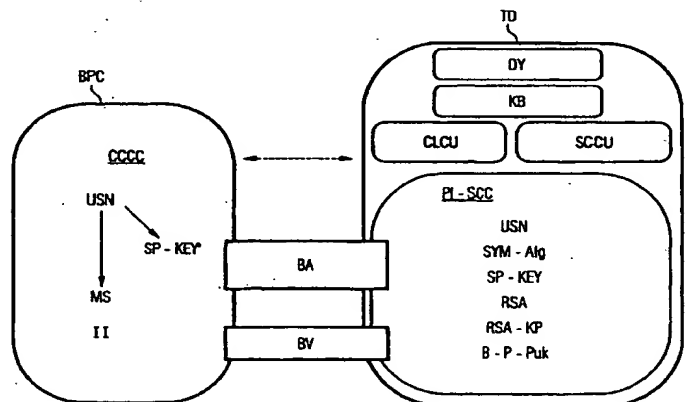 TD
BPC
DY
KB
CLCU
SCCU
CCCC
USN
SP - KEY*
MS
II
BA
BV
PI - SCC
USN
SYM - Alg
SP - KEY
RSA
RSA - KP
B - P - Puk